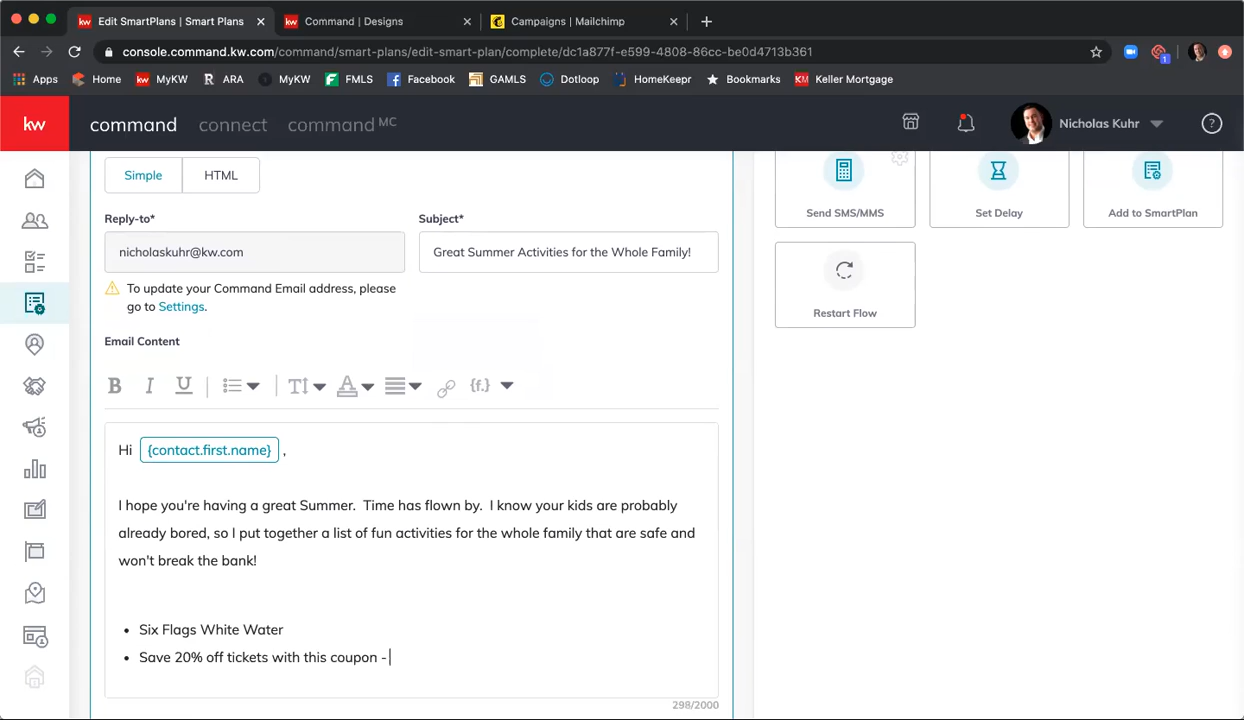 Edit SmartPlans | Smart Plans
Command | Designs
Campaigns | Mailchimp
console.command.kw.com/command/smart-plans/edit-smart-plan/complete/dc1a877f-e599-4808-86cc-be0d4713b361
Apps Home MyKW ARA MyKW FMLS Facebook GAMLS Dotloop HomeKeepr Bookmarks Keller Mortgage
kw command connect command MC Nicholas Kuhr
Simple HTML
Send SMS/MMS Set Delay Add to SmartPlan
Reply-to* Subject*
nicholaskuhr@kw.com Great Summer Activities for the Whole Family!
To update your Command Email address, please
go to Settings.
Restart Flow
Email Content
B I U {f.}
Hi {contact.first.name} ,
I hope you're having a great Summer. Time has flown by. I know your kids are probably
already bored, so I put together a list of fun activities for the whole family that are safe and
won't break the bank!
• Six Flags White Water
• Save 20% off tickets with this coupon -
298/2000